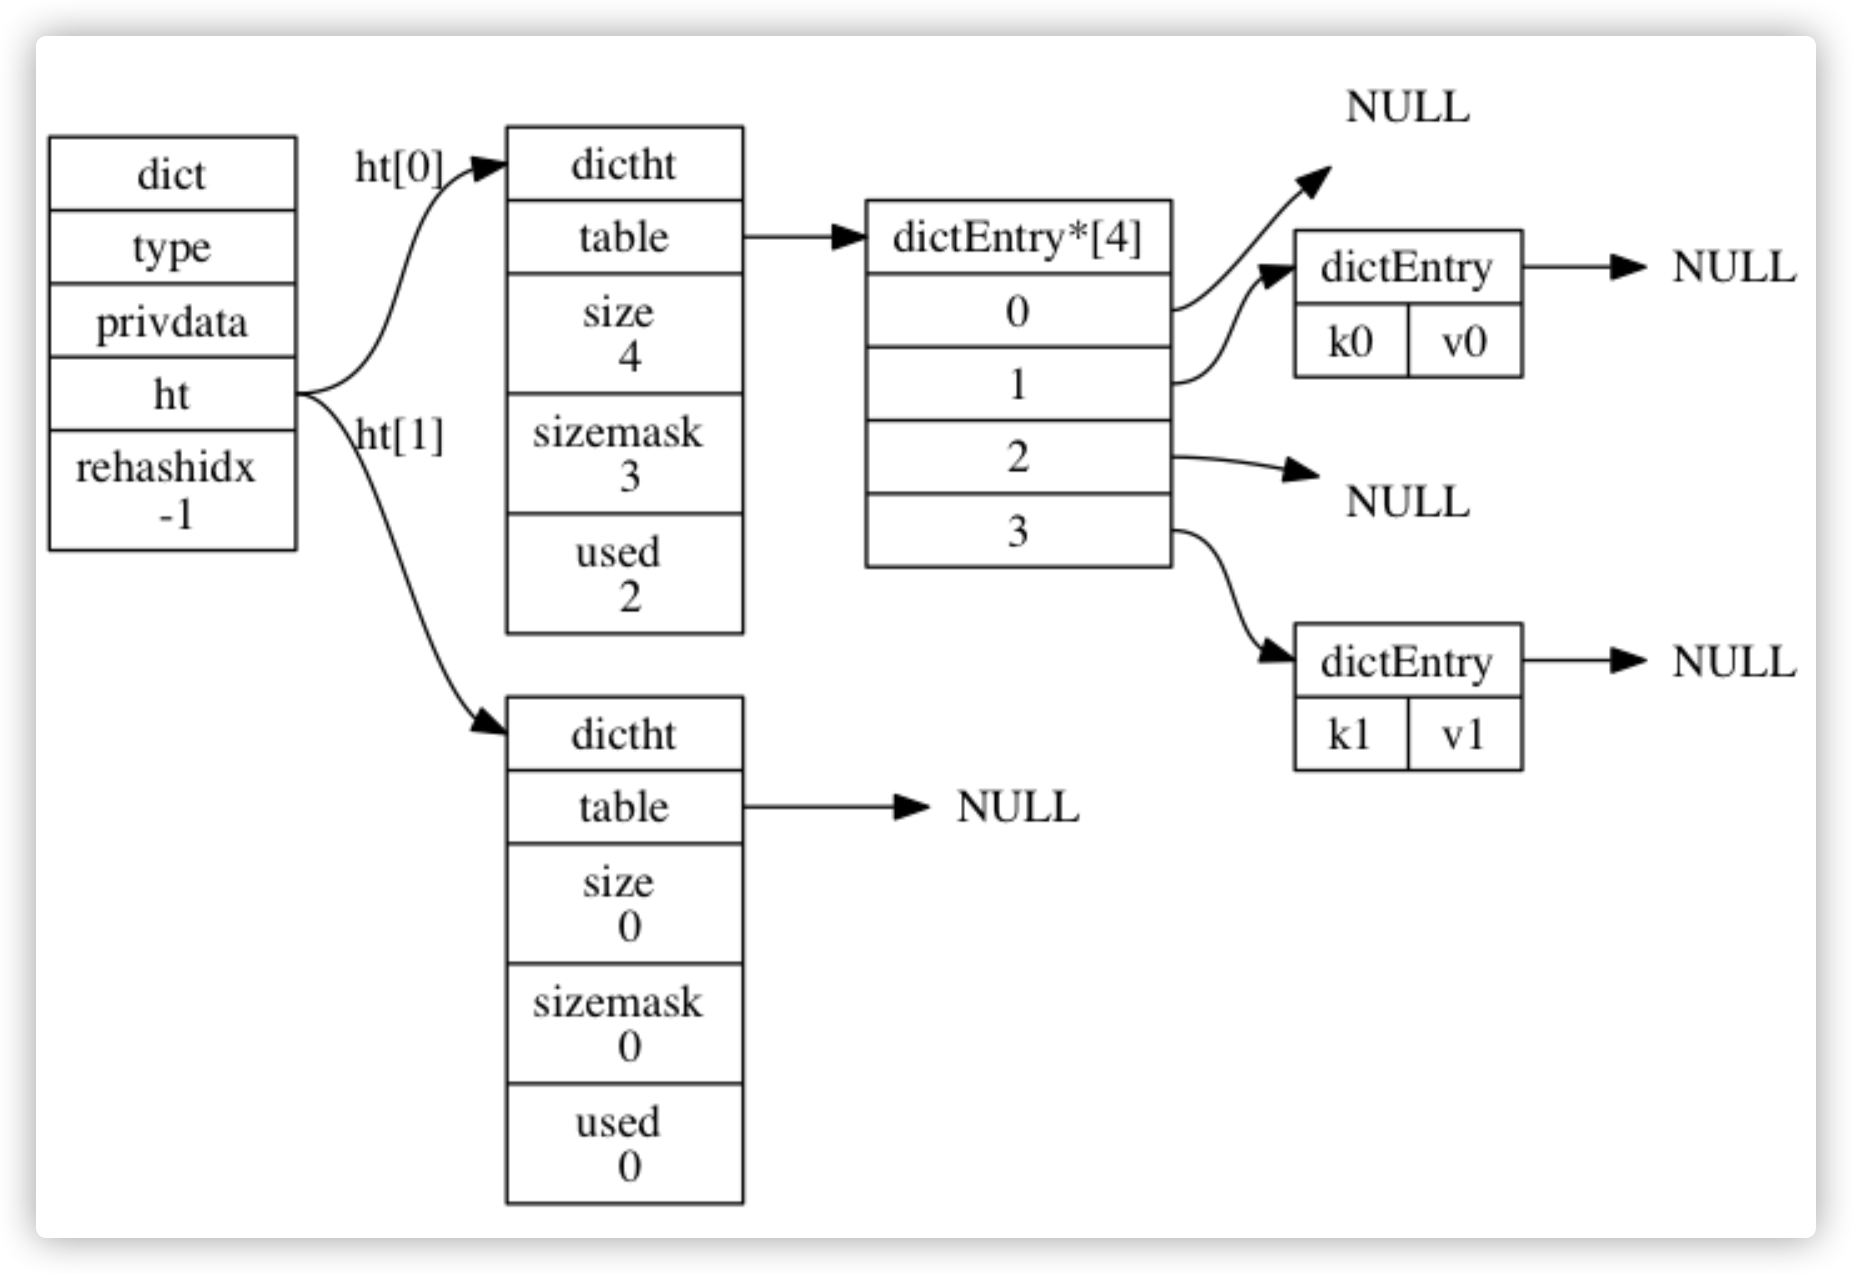 dict
type
privdata
ht
rehashidx
-1
ht[0]
ht[1]
dictht
table
size
4
sizemask
3
used
2
dictht
table
size
0
sizemask
0
used
0
NULL
dictEntry*[4]
0
1
2
3
NULL
dictEntry
k0
v0
NULL
NULL
dictEntry
k1
v1
NULL